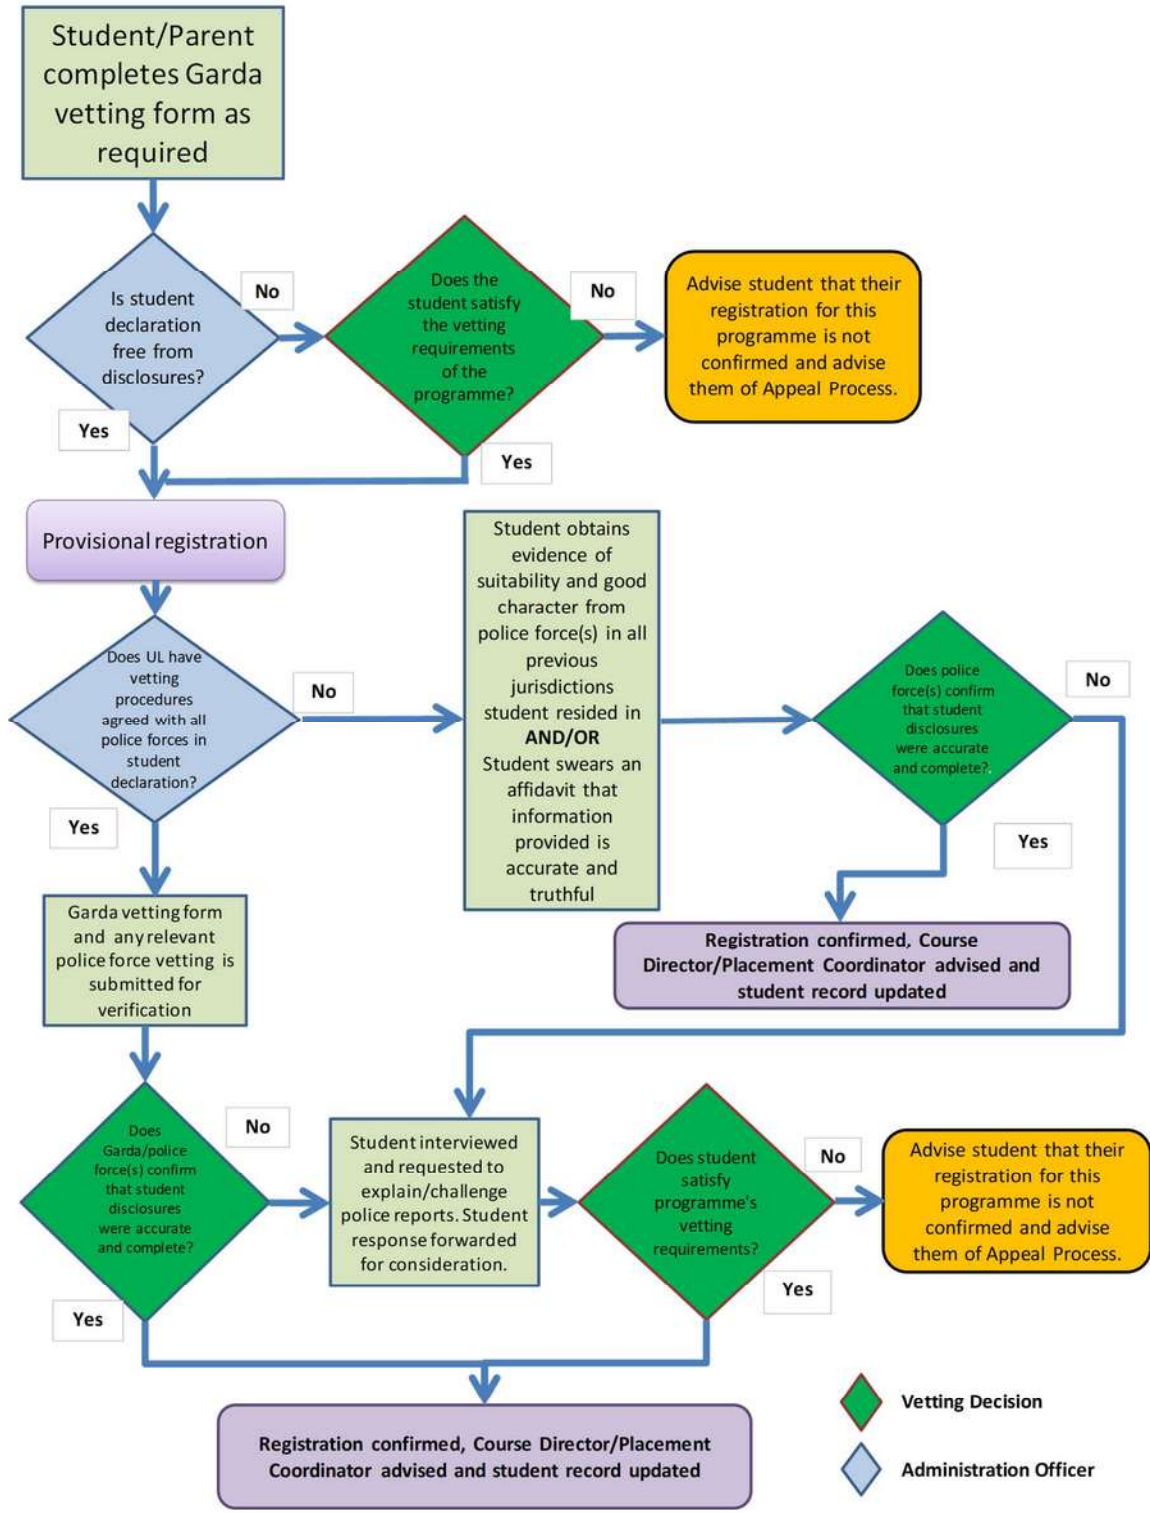 Student/Parent
completes Garda
vetting form as
required
Is student
declaration
free from
disclosures?
No
Does the
student satisfy
the vetting
requirements
of the
programme?
No
Advise student that their
registration for this
programme is not
confirmed and advise
them of Appeal Process.
Yes
Yes
Provisional registration
Student obtains
evidence of
suitability and good
character from
police force(s) in all
previous
jurisdictions
student resided in
AND/OR
Student swears an
affidavit that
information
provided is
accurate and
truthful
Does UL have
vetting
procedures
agreed with all
police forces in
student
declaration?
No
Does police
force(s) confirm
that student
disclosures
were accurate
and complete?.
No
Yes
Yes
Garda vetting form
and any relevant
police force vetting is
submitted for
verification
Registration confirmed, Course
Director/Placement Coordinator advised and
student record updated
Does
Garda/police
force(s) confirm
that student
disclosures
were accurate
and complete?
No
Student interviewed
and requested to
explain/challenge
police reports. Student
response forwarded
for consideration.
Does student
satisfy
programme's
vetting
requirements?
No
Advise student that their
registration for this
programme is not
confirmed and advise
them of Appeal Process.
Yes
Yes
Registration confirmed, Course Director/Placement
Coordinator advised and student record updated
Vetting Decision
Administration Officer